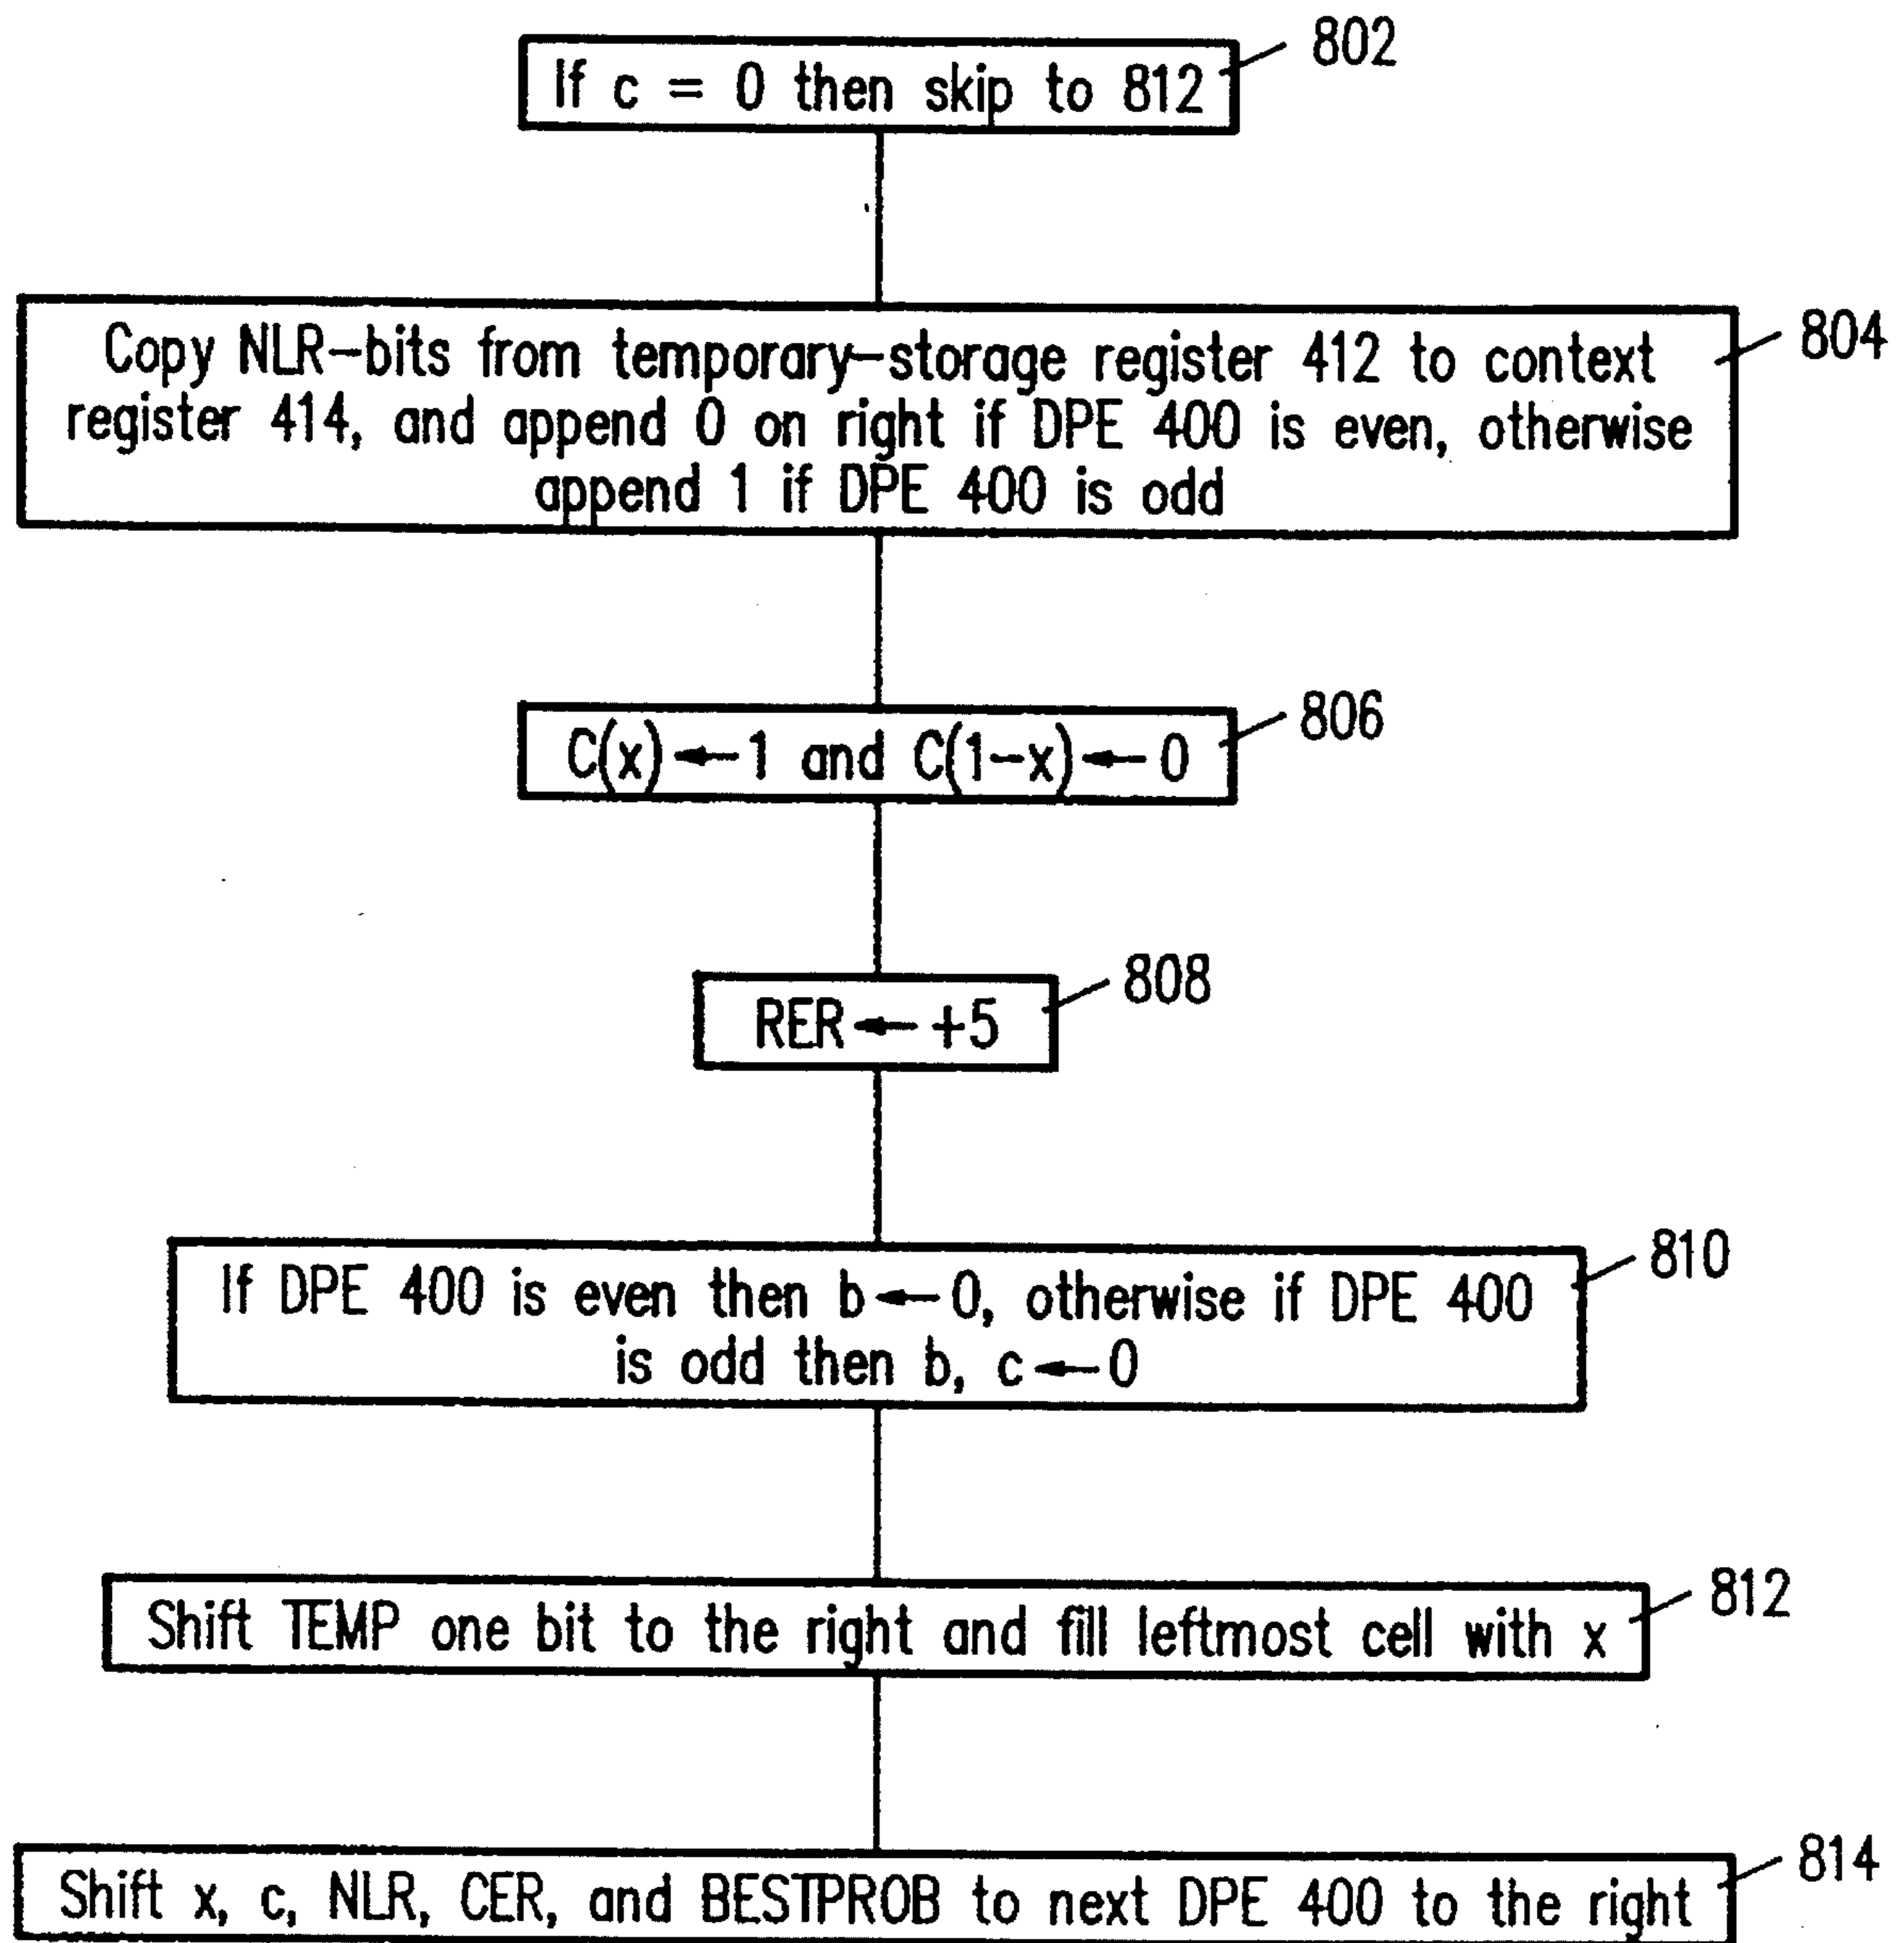 If c = 0 then skip to 812
802
Copy NLR-bits from temporary-storage register 412 to context
register 414, and append 0 on right if DPE 400 is even, otherwise
append 1 if DPE 400 is odd
804
C(x)←1 and C(1-x)←0
806
RER←+5
808
If DPE 400 is even then b←0, otherwise if DPE 400
is odd then b, c←0
810
Shift TEMP one bit to the right and fill leftmost cell with x
812
Shift x, c, NLR, CER, and BESTPROB to next DPE 400 to the right
814